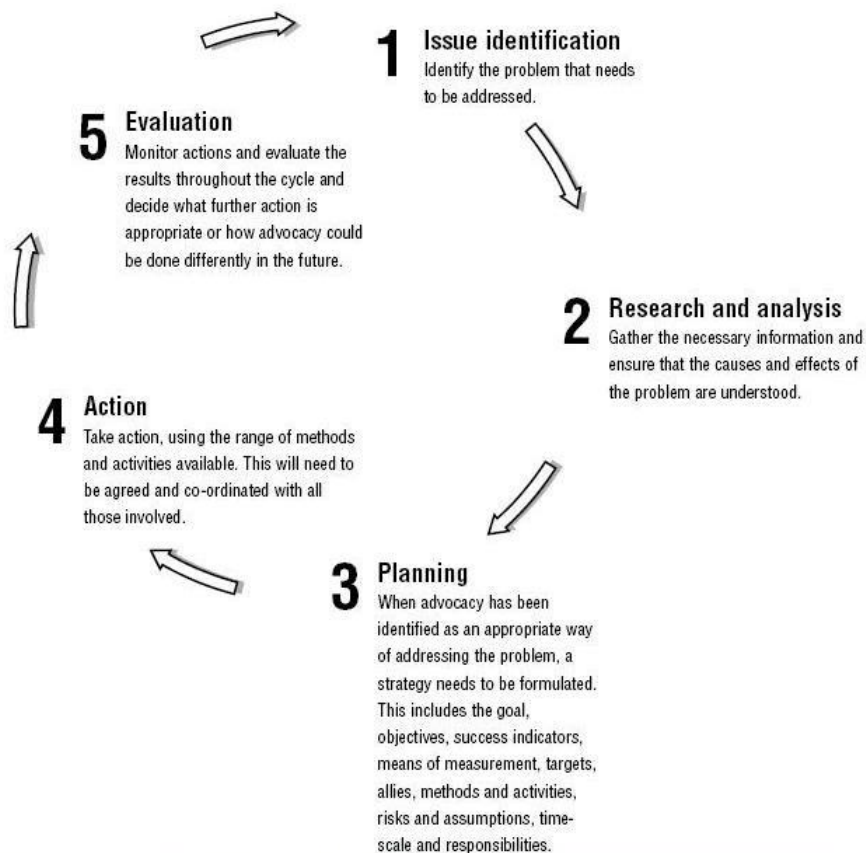 1 Issue identification
Identify the problem that needs
to be addressed.
2 Research and analysis
Gather the necessary information and
ensure that the causes and effects of
the problem are understood.
3 Planning
When advocacy has been
identified as an appropriate way
of addressing the problem, a
strategy needs to be formulated.
This includes the goal,
objectives, success indicators,
means of measurement, targets,
allies, methods and activities,
risks and assumptions, time-
scale and responsibilities.
4 Action
Take action, using the range of methods
and activities available. This will need to
be agreed and co-ordinated with all
those involved.
5 Evaluation
Monitor actions and evaluate the
results throughout the cycle and
decide what further action is
appropriate or how advocacy could
be done differently in the future.